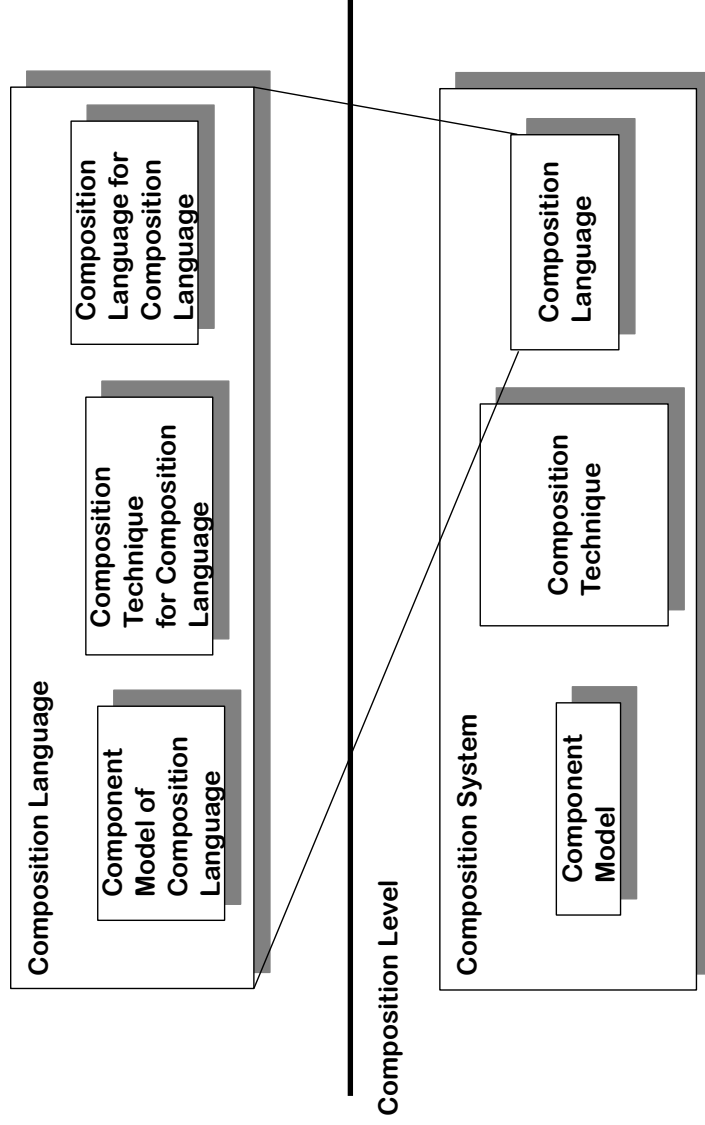 Composition Language
Component
Model of
Composition
Language
Composition
Technique
for Composition
Language
Composition
Language for
Composition
Language
Composition Level
Composition System
Component
Model
Composition
Technique
Composition
Language